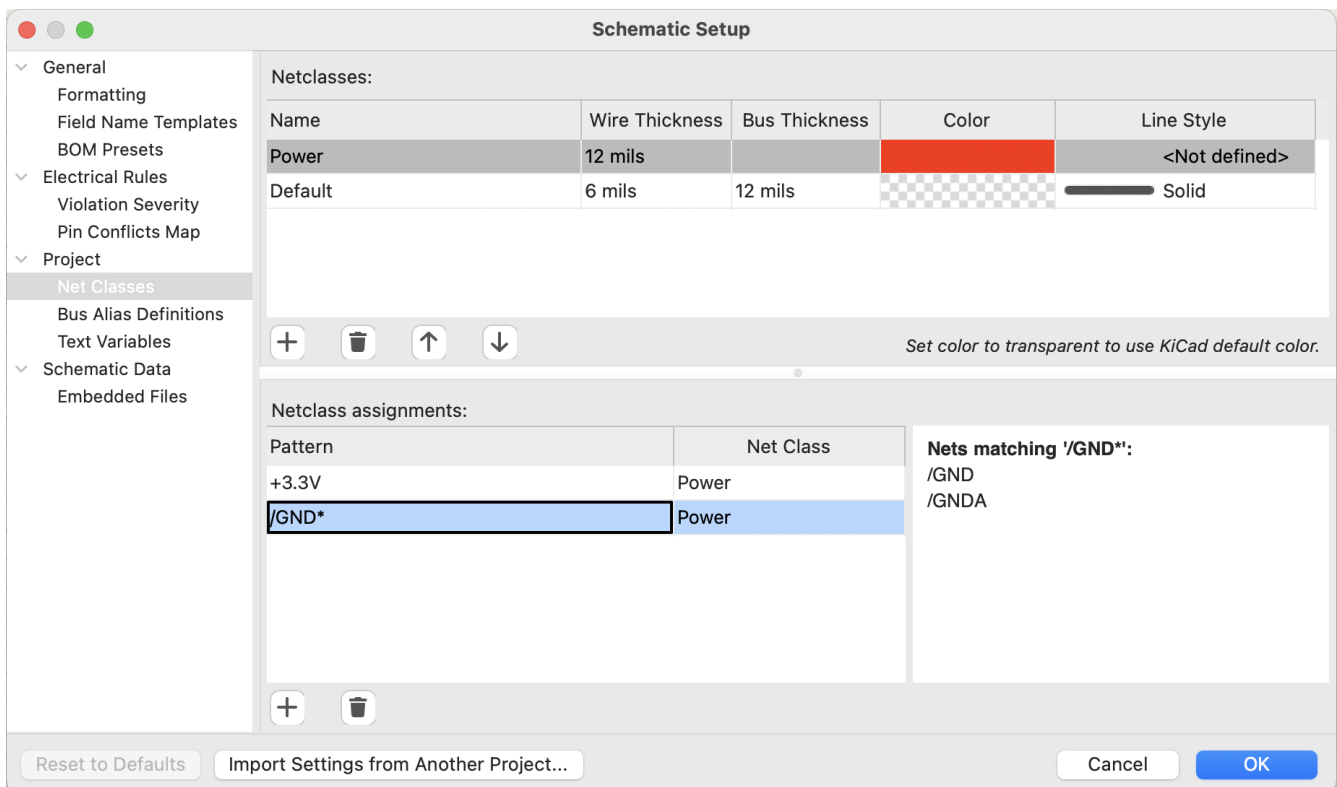 Schematic Setup
General
Formatting
Field Name Templates
BOM Presets
Electrical Rules
Violation Severity
Pin Conflicts Map
Project
Net Classes
Bus Alias Definitions
Text Variables
Schematic Data
Embedded Files
Netclasses:
Name Wire Thickness Bus Thickness Color Line Style
Power 12 mils <Not defined>
Default 6 mils 12 mils Solid
Set color to transparent to use KiCad default color.
Netclass assignments:
Pattern Net Class
+3.3V Power
/GND* Power
Nets matching '/GND*':
/GND
/GNDA
Reset to Defaults Import Settings from Another Project... Cancel OK